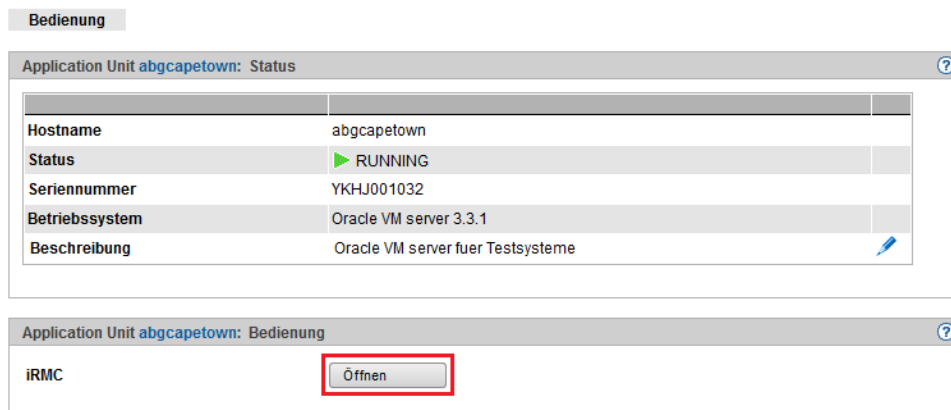 Bedienung
Application Unit abgcapetown: Status
?
Hostname abgcapetown
Status RUNNING
Seriennummer YKHJ001032
Betriebssystem Oracle VM server 3.3.1
Beschreibung Oracle VM server fuer Testsysteme
Application Unit abgcapetown: Bedienung
?
iRMC Öffnen